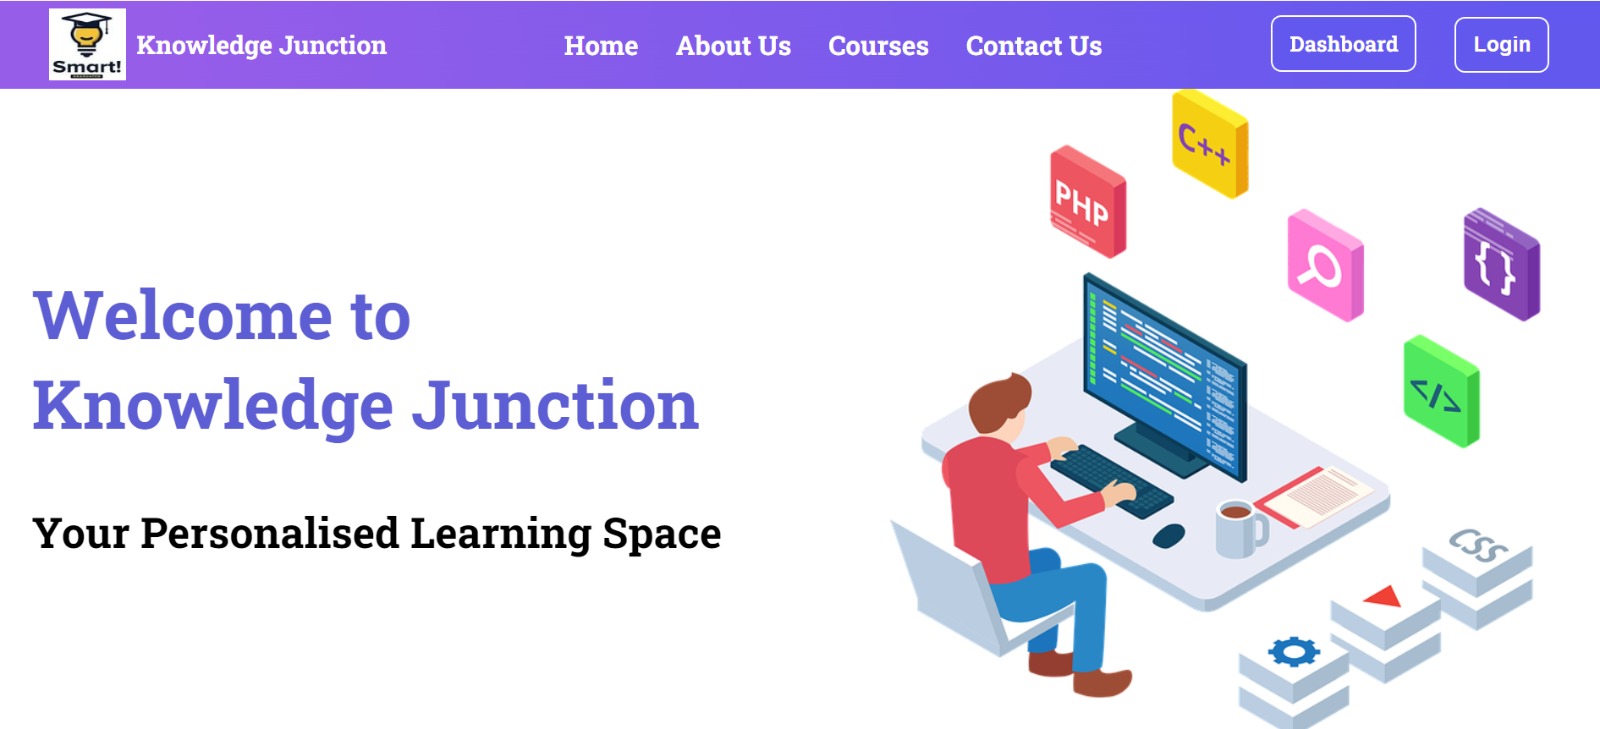 Smart!
Knowledge Junction
Home
About Us
Courses
Contact Us
Dashboard
Login
C++
PHP
{}
</>
Welcome to
Knowledge Junction
Your Personalised Learning Space
CSS